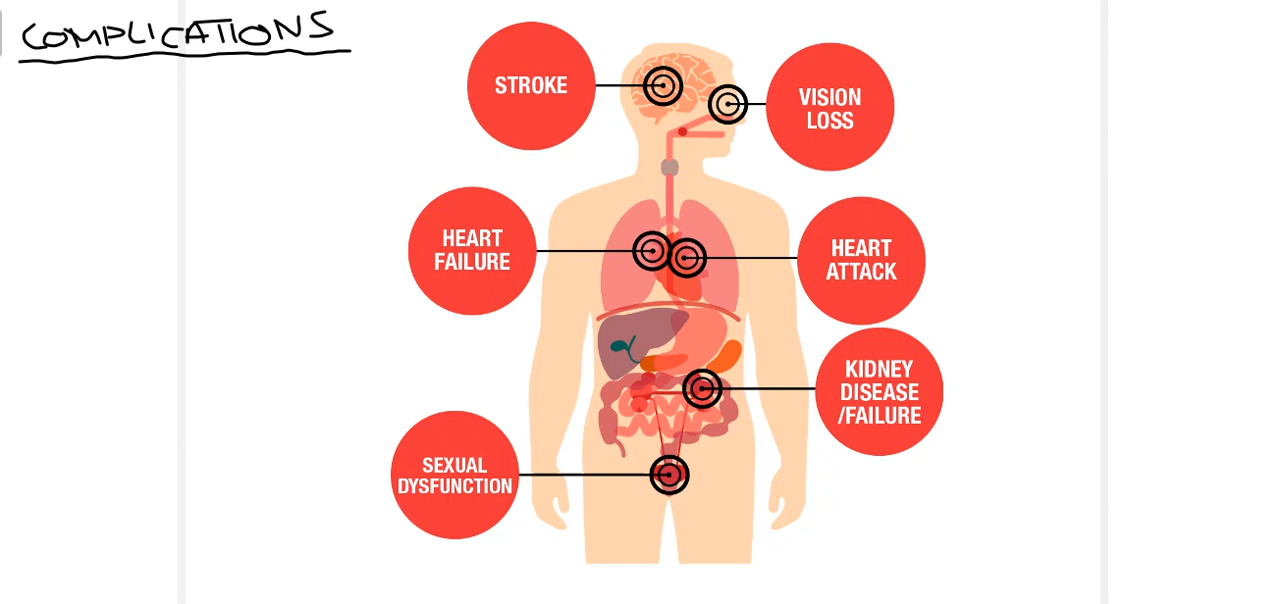 COMPLICATIONS
STROKE
VISION
LOSS
HEART
FAILURE
HEART
ATTACK
KIDNEY
DISEASE
/FAILURE
SEXUAL
DYSFUNCTION